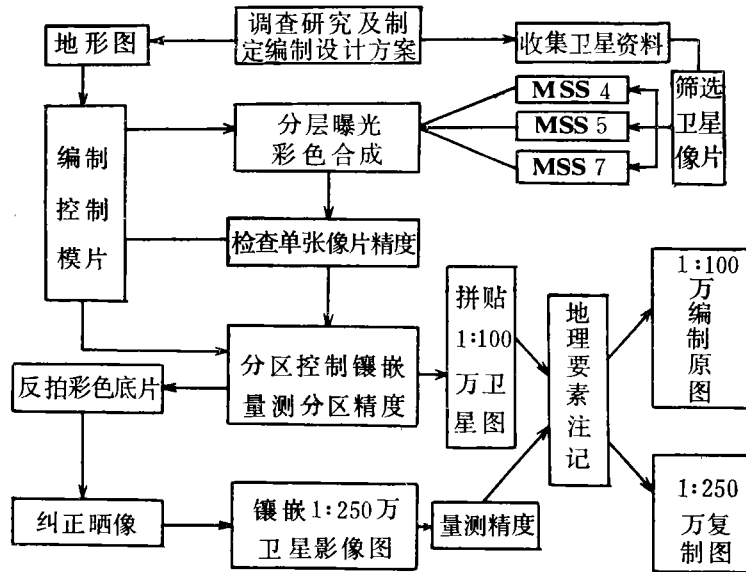 地形图
调查研究及制
定编制设计方案
收集卫星资料
筛选
卫星
像片
MSS 4
MSS 5
MSS 7
分层曝光
彩色合成
编制
控制
模片
检查单张像片精度
分区控制镶嵌
量测分区精度
反拍彩色底片
拼贴
1:100
万卫
星图
地
理
要
素
注
记
1:100
万
编
制
原
图
纠正晒像
镶嵌1:250万
卫星影像图
量测精度
1:250
万复
制图